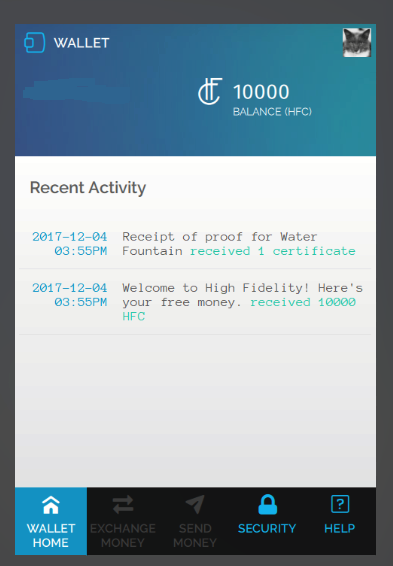 WALLET
10000
BALANCE (HFC)
Recent Activity
2017-12-04 Receipt of proof for Water
03:55PM Fountain received 1 certificate
2017-12-04 Welcome to High Fidelity! Here's
03:55PM your free money. received 10000
HFC
WALLET EXCHANGE SEND SECURITY HELP
HOME MONEY MONEY